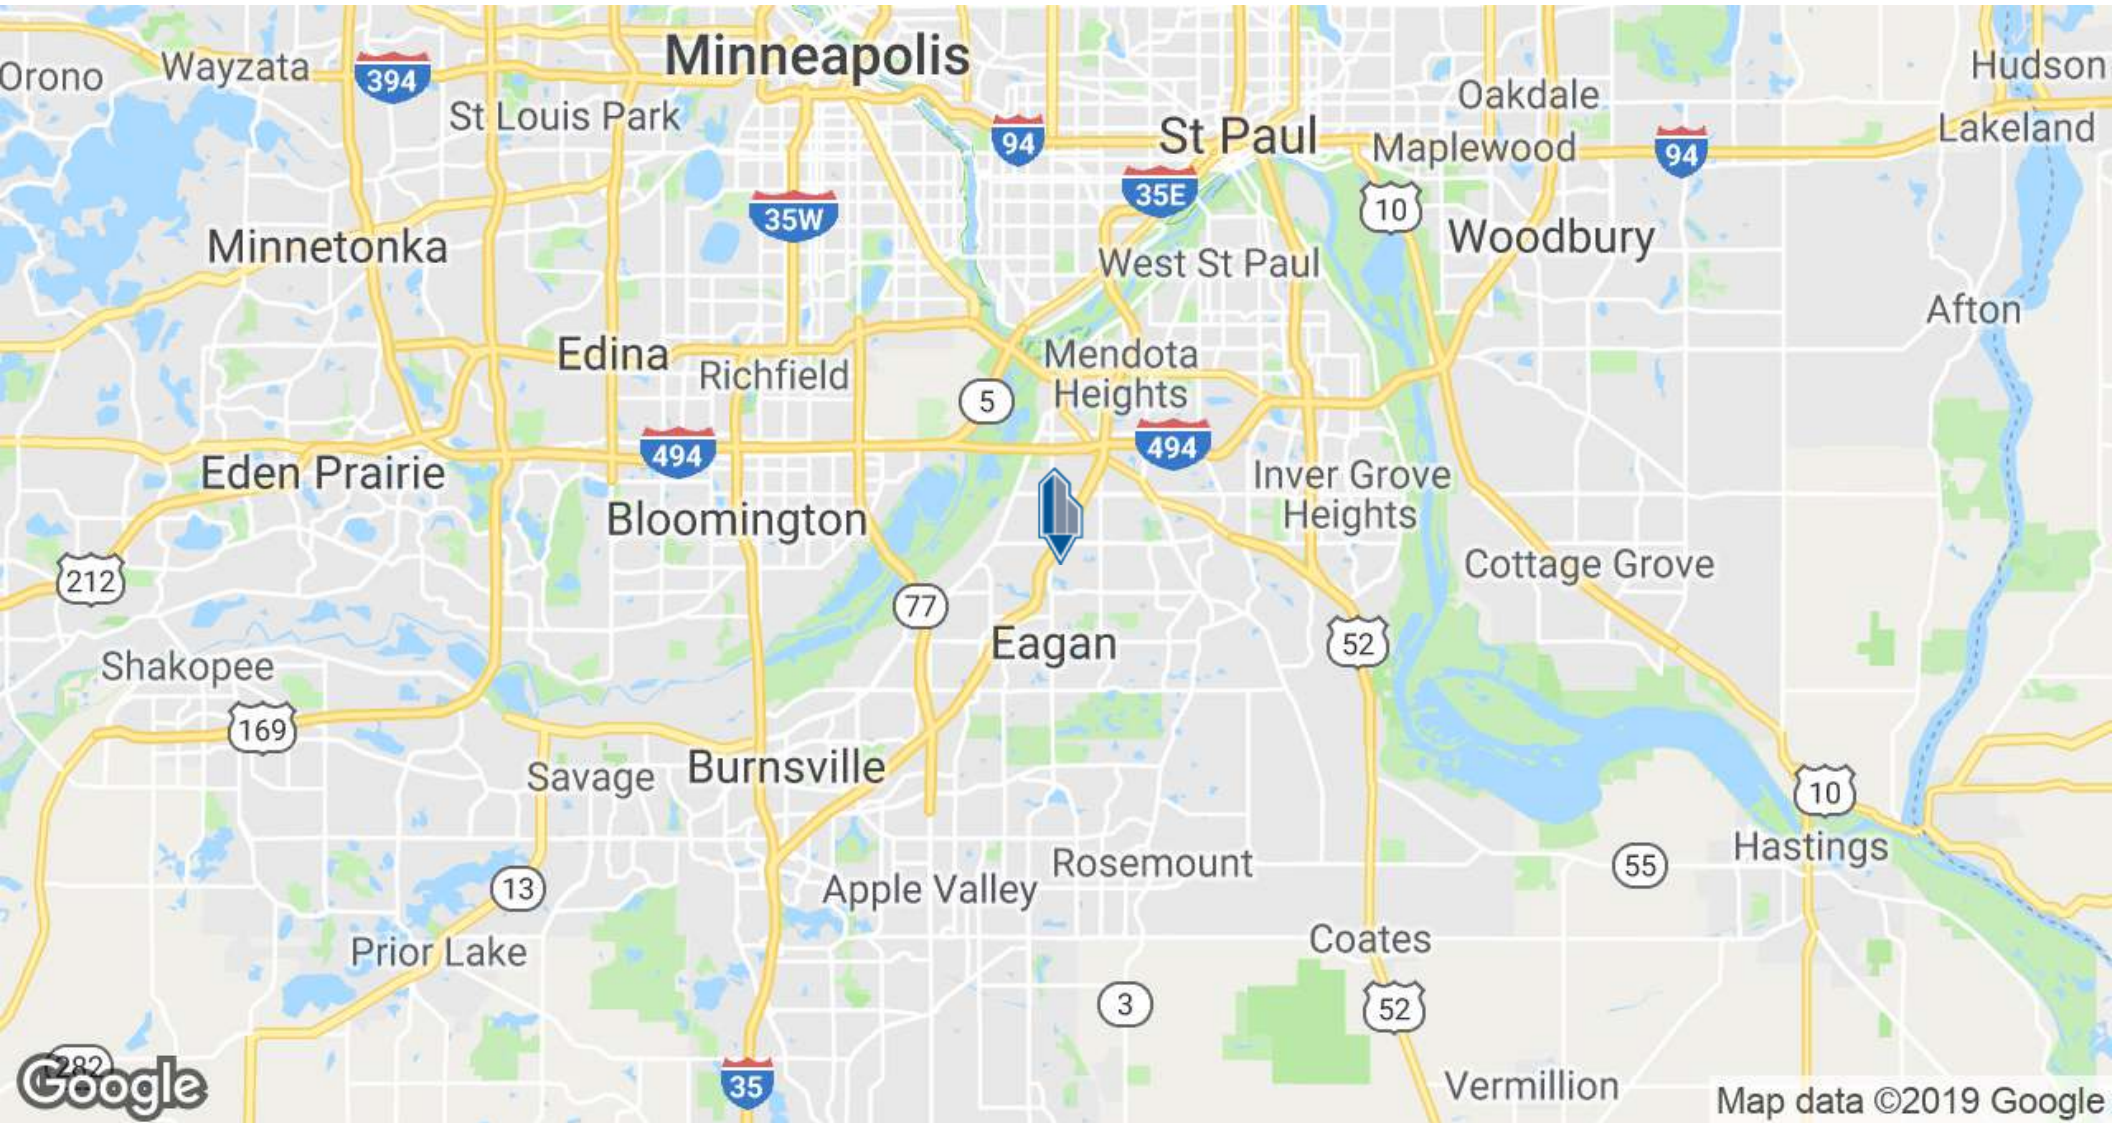 Minneapolis
Hudson
Orono
Wayzata
394
Oakdale
St Louis Park
94
St Paul
Maplewood
94
Lakeland
35E
35W
10
Minnetonka
Woodbury
West St Paul
Afton
Edina
Richfield
Mendota
Heights
5
494
494
Eden Prairie
Inver Grove
Heights
Bloomington
Cottage Grove
212
77
Eagan
52
Shakopee
169
Savage
Burnsville
10
Hastings
Rosemount
55
13
Apple Valley
Prior Lake
Coates
3
52
282
Google
35
Vermillion
Map data ©2019 Google